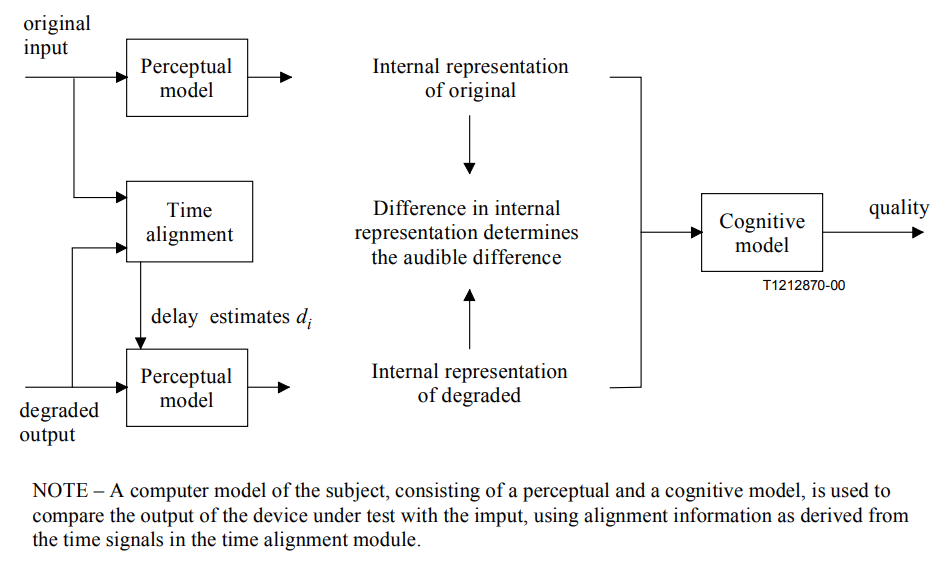 original
input
Perceptual
model
Internal representation
of original
Time
alignment
Difference in internal
representation determines
the audible difference
Cognitive
model
quality
T1212870-00
delay estimates di
Perceptual
model
Internal representation
of degraded
degraded
output
NOTE – A computer model of the subject, consisting of a perceptual and a cognitive model, is used to
compare the output of the device under test with the imput, using alignment information as derived from
the time signals in the time alignment module.